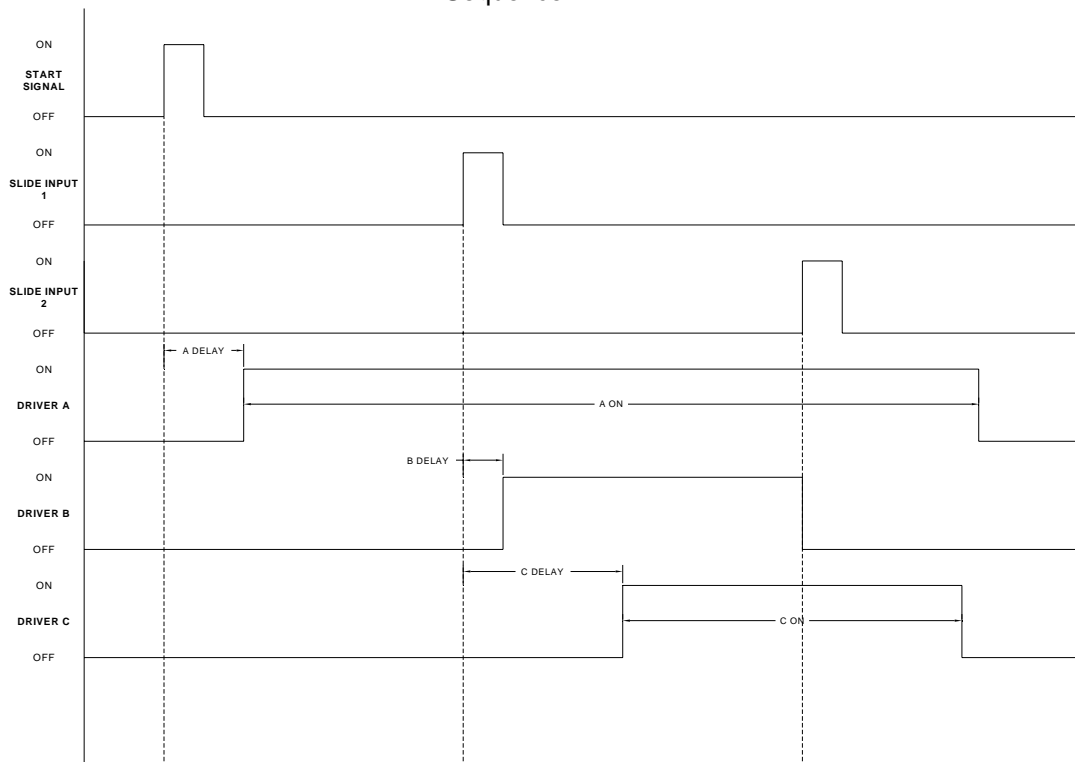 ON
START
SIGNAL
OFF
ON
SLIDE INPUT
1
OFF
ON
SLIDE INPUT
2
OFF
A DELAY
ON
DRIVER A
A ON
OFF
B DELAY
ON
DRIVER B
OFF
C DELAY
ON
DRIVER C
C ON
OFF